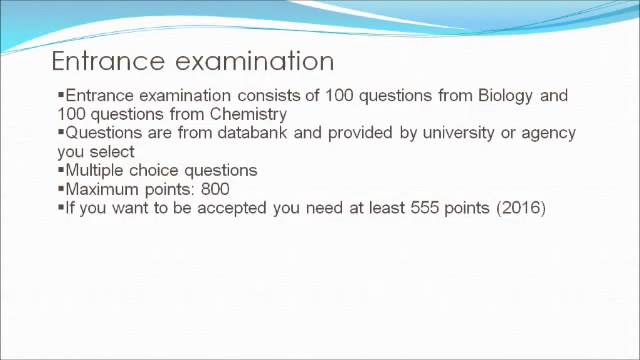 Entrance examination
▪Entrance examination consists of 100 questions from Biology and
100 questions from Chemistry
▪Questions are from databank and provided by university or agency
you select
▪Multiple choice questions
▪Maximum points: 800
▪If you want to be accepted you need at least 555 points (2016)